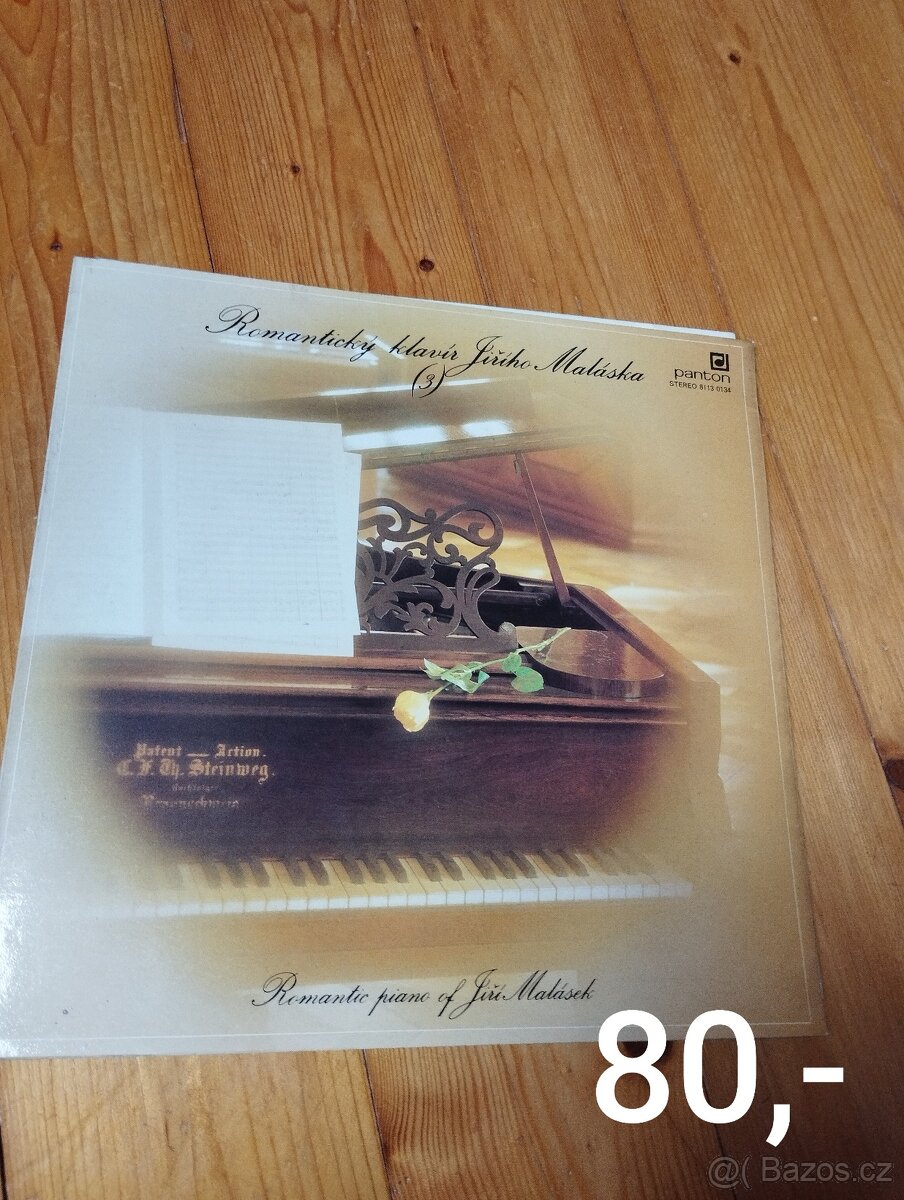 Romantický klavír Jiřího Maláska
(3)
panton
STEREO 8113 0134
Patent Action.
C. F. Th. Steinweg.
Romantic piano of Jiří Malásek
80,-
@( Bazos.cz